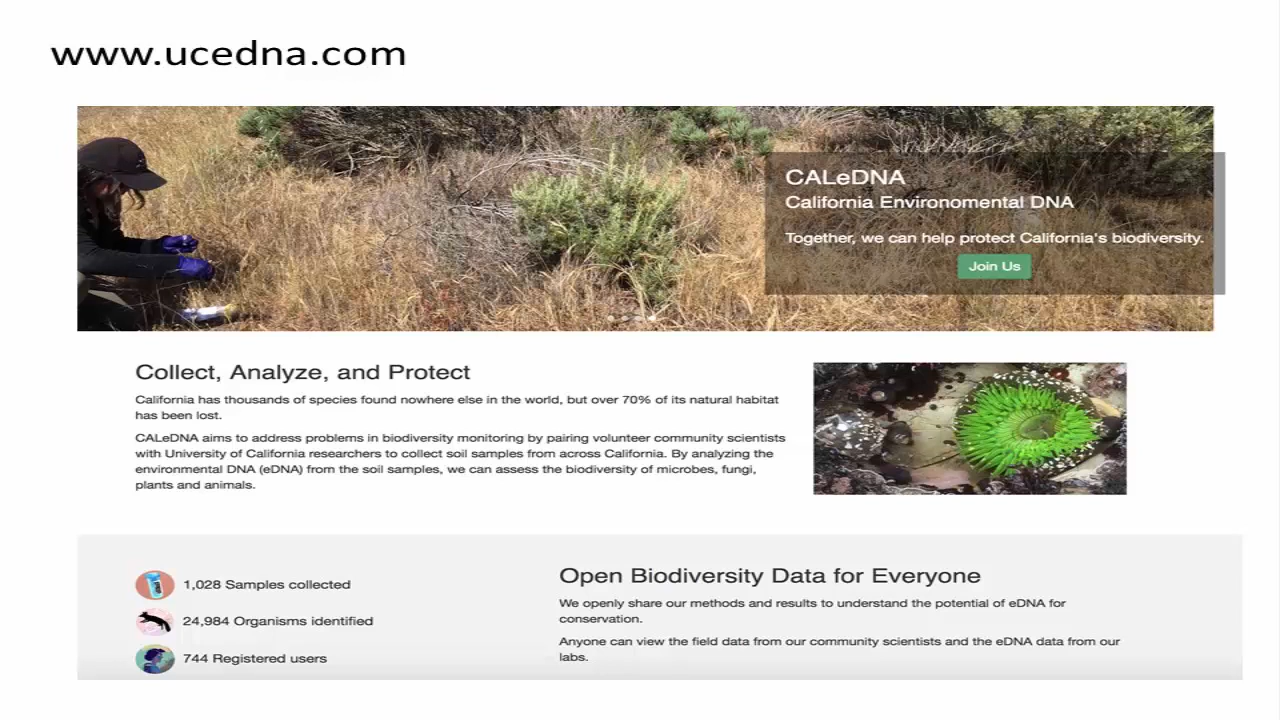 www.ucedna.com
CALeDNA
California Environomental DNA
Together, we can help protect California's biodiversity.
Join Us
Collect, Analyze, and Protect
California has thousands of species found nowhere else in the world, but over 70% of its natural habitat
has been lost.
CALeDNA aims to address problems in biodiversity monitoring by pairing volunteer community scientists
with University of California researchers to collect soil samples from across California. By analyzing the
environmental DNA (eDNA) from the soil samples, we can assess the biodiversity of microbes, fungi,
plants and animals.
1,028 Samples collected
24,984 Organisms identified
744 Registered users
Open Biodiversity Data for Everyone
We openly share our methods and results to understand the potential of eDNA for
conservation.
Anyone can view the field data from our community scientists and the eDNA data from our
labs.